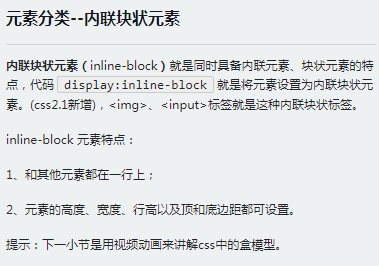 元素分类--内联块状元素
内联块状元素（inline-block）就是同时具备内联元素、块状元素的特
点，代码 display:inline-block 就是将元素设置为内联块状元
素。(css2.1新增)，<img>、<input>标签就是这种内联块状标签。
inline-block 元素特点：
1、和其他元素都在一行上；
2、元素的高度、宽度、行高以及顶和底边距都可设置。
提示：下一小节是用视频动画来讲解css中的盒模型。